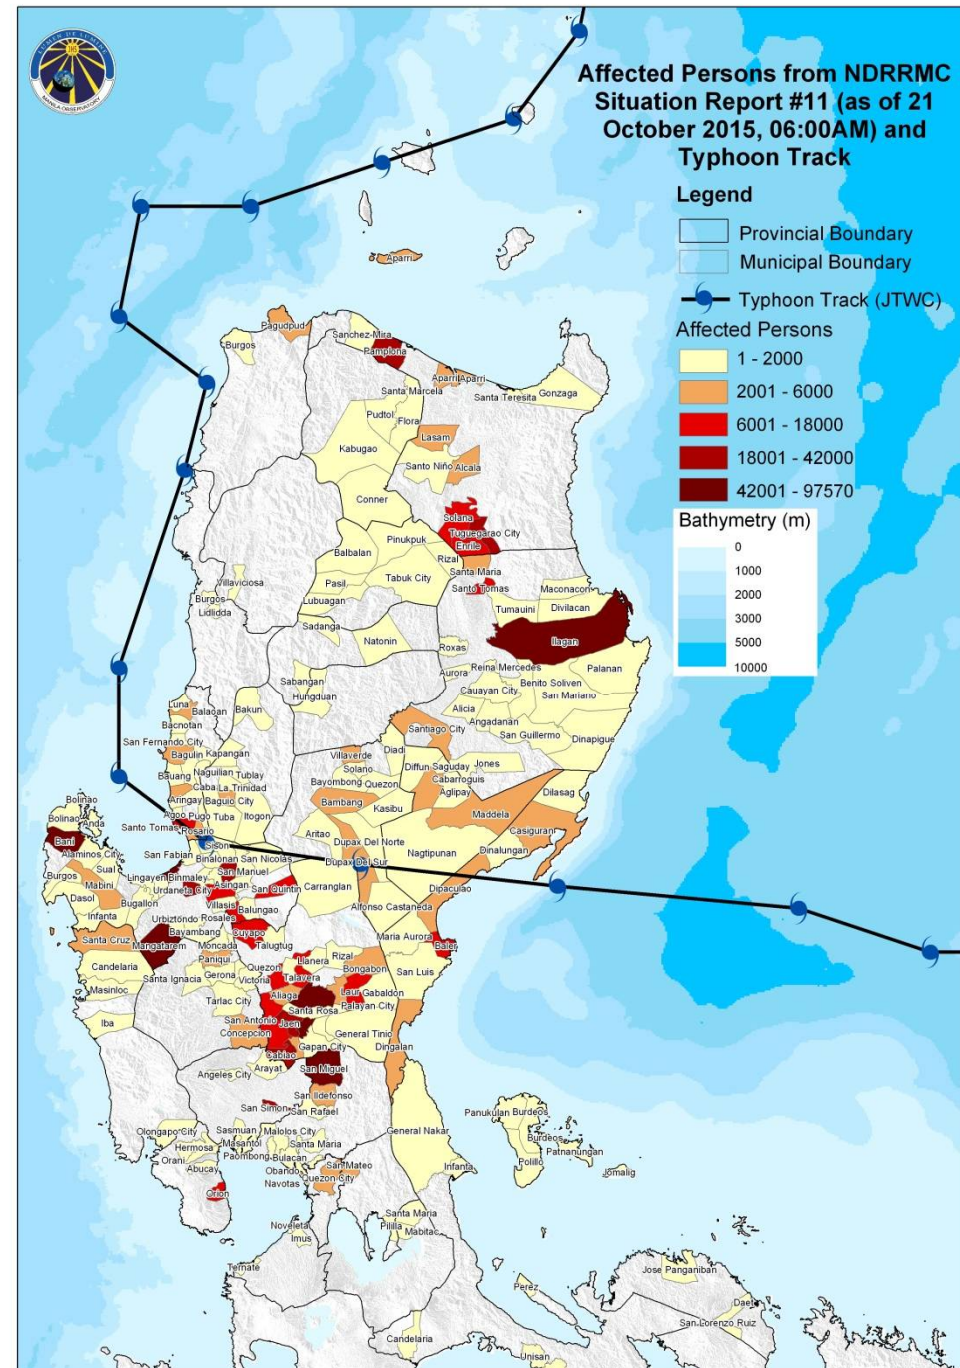 LUMEN DE LUMINE
IHS
MANILA OBSERVATORY
Affected Persons from NDRRMC
Situation Report #11 (as of 21
October 2015, 06:00AM) and
Typhoon Track
Legend
Provincial Boundary
Municipal Boundary
Typhoon Track (JTWC)
Affected Persons
1 - 2000
2001 - 6000
6001 - 18000
18001 - 42000
42001 - 97570
Bathymetry (m)
0
1000
2000
3000
5000
10000
Aparri
Pagudpud
Burgos
Sanchez-Mira
Pamplona
Aparri Aparri
Santa Marcela
Santa Teresita
Gonzaga
Pudtol
Flora
Lasam
Kabugao
Santo Niño
Alcala
Conner
Solana
Tuguegarao City
Pinukpuk
Enrile
Balbalan
Rizal
Santa Maria
Villaviciosa
Pasil
Tabuk City
Santo Tomas
Maconacon
Burgos
Lubuagan
Tumauini
Divilacan
Lidlidda
Sadanga
Natonin
Ilagan
Roxas
Reina Mercedes
Palanan
Sabangan
Aurora
Benito Soliven
Hungduan
Cauayan City
San Mariano
Luna
Balaoan
Bakun
Alicia
Bacnotan
Angadanan
Santiago City
San Guillermo
San Fernando City
Dinapigue
Bagulin
Kapangan
Villaverde
Diadi
Bauang
Naguilian
Tublay
Solano
Diffun
Saguday
Jones
Caba
La Trinidad
Bayombong
Quezon
Cabarroguis
Bolinao
Aringay
Baguio City
Bambang
Aglipay
Dilasag
Bolinao
Anda
Agoo
Pugo
Tuba
Itogon
Kasibu
Maddela
Santo Tomas
Rosario
Aritao
Casiguran
Bani
Sison
Dupax Del Norte
San Fabian
Binalonan
San Nicolas
Nagtipunan
Dinalungan
Alaminos City
Dupax Del Sur
Burgos
Sual
Lingayen
Binmaley
San Manuel
Mabini
Urdaneta City
Asingan
San Quintin
Carranglan
Dipaculao
Dasol
Bugallon
Villasis
Balungao
Alfonso Castaneda
Infanta
Urbiztondo
Rosales
Santa Cruz
Bayambang
Cuyapo
Maria Aurora
Mangatarem
Moncada
Talugtug
Baler
Paniqui
Llanera
Rizal
Candelaria
Quezon
Bongabon
San Luis
Santa Ignacia
Gerona
Victoria
Talavera
Masinloc
Aliaga
Laur
Gabaldon
Tarlac City
Santa Rosa
Palayan City
Iba
San Antonio
Jaen
Concepcion
General Tinio
Gapan City
Dingalan
Cabiao
Arayat
San Miguel
Angeles City
San Ildefonso
San Simon
San Rafael
Panukulan
Burdeos
Olongapo City
Sasmuan
Malolos City
General Nakar
Hermosa
Masantol
Santa Maria
Burdeos
Orani
Paombong
Bulacan
Patnanungan
Abucay
Obando
San Mateo
Infanta
Polillo
Jomalig
Orion
Navotas
Quezon City
Santa Maria
Noveleta
Pililla
Mabitac
Imus
Ternate
Jose Panganiban
Perez
Daet
San Lorenzo Ruiz
Candelaria
Unisan